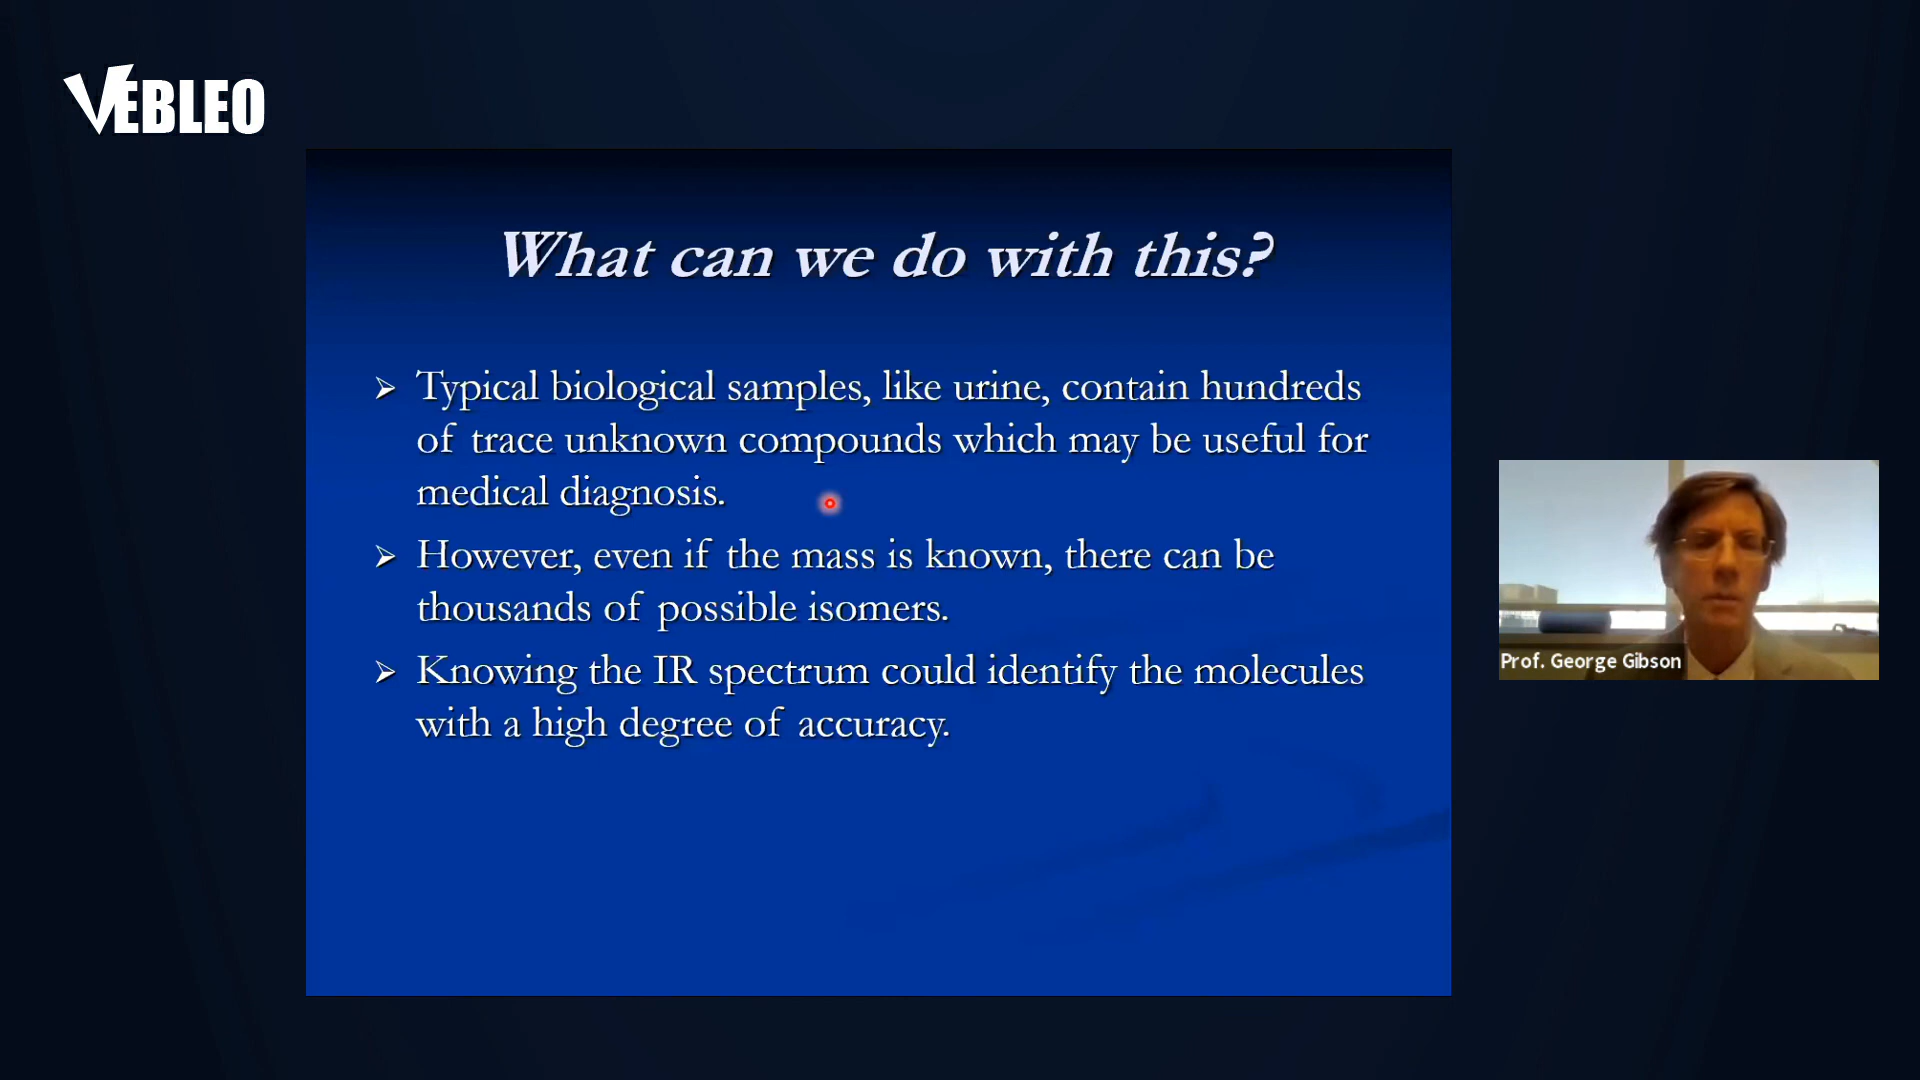 VEBLEO
What can we do with this?
➢ Typical biological samples, like urine, contain hundreds
of trace unknown compounds which may be useful for
medical diagnosis.
➢ However, even if the mass is known, there can be
thousands of possible isomers.
➢ Knowing the IR spectrum could identify the molecules
with a high degree of accuracy.
Prof. George Gibson